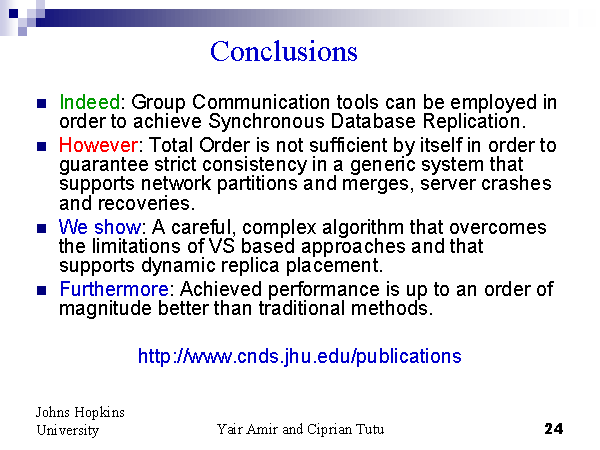 Conclusions
Indeed: Group Communication tools can be employed in
order to achieve Synchronous Database Replication.
However: Total Order is not sufficient by itself in order to
guarantee strict consistency in a generic system that
supports network partitions and merges, server crashes
and recoveries.
We show: A careful, complex algorithm that overcomes
the limitations of VS based approaches and that
supports dynamic replica placement.
Furthermore: Achieved performance is up to an order of
magnitude better than traditional methods.
http://www.cnds.jhu.edu/publications
Johns Hopkins
University
Yair Amir and Ciprian Tutu
24